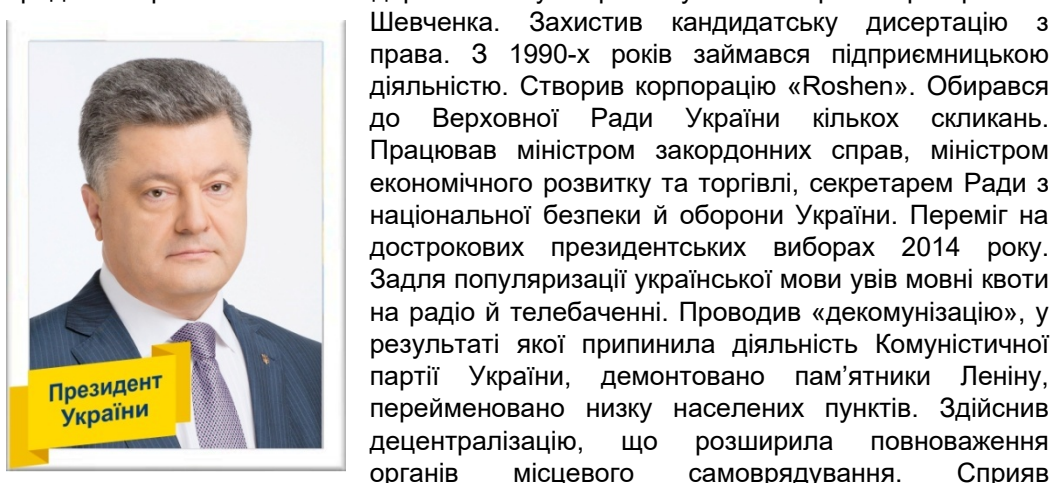 Шевченка. Захистив кандидатську дисертацію з
права. З 1990-х років займався підприємницькою
діяльністю. Створив корпорацію «Roshen». Обирався
до Верховної Ради України кількох скликань.
Працював міністром закордонних справ, міністром
економічного розвитку та торгівлі, секретарем Ради з
національної безпеки й оборони України. Переміг на
дострокових президентських виборах 2014 року.
Задля популяризації української мови увів мовні квоти
на радіо й телебаченні. Проводив «декомунізацію», у
результаті якої припинила діяльність Комуністичної
партії України, демонтовано пам’ятники Леніну,
перейменовано низку населених пунктів. Здійснив
децентралізацію, що розширила повноваження
органів місцевого самоврядування. Сприяв
Президент
України